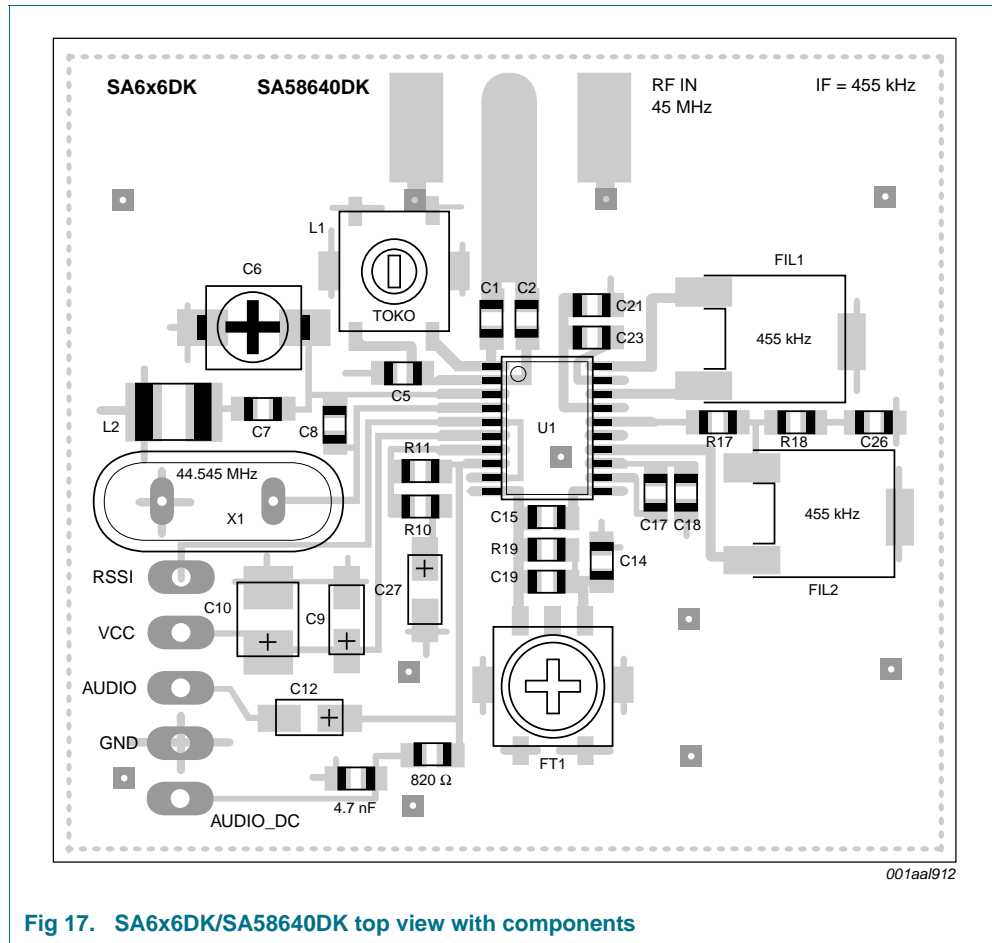 SA6x6DK SA58640DK RF IN IF = 455 kHz
45 MHz
L1
C6
FIL1
C1 C2
C21
TOKO
C23
455 kHz
C5
L2
C7
C8
U1
R17 R18 C26
R11
44.545 MHz
X1
R10
C15
C17 C18
455 kHz
R19
C14
RSSI
C19
C27
FIL2
C10
C9
VCC
AUDIO
C12
GND
FT1
820 Ω
4.7 nF
AUDIO_DC
001aal912
Fig 17. SA6x6DK/SA58640DK top view with components